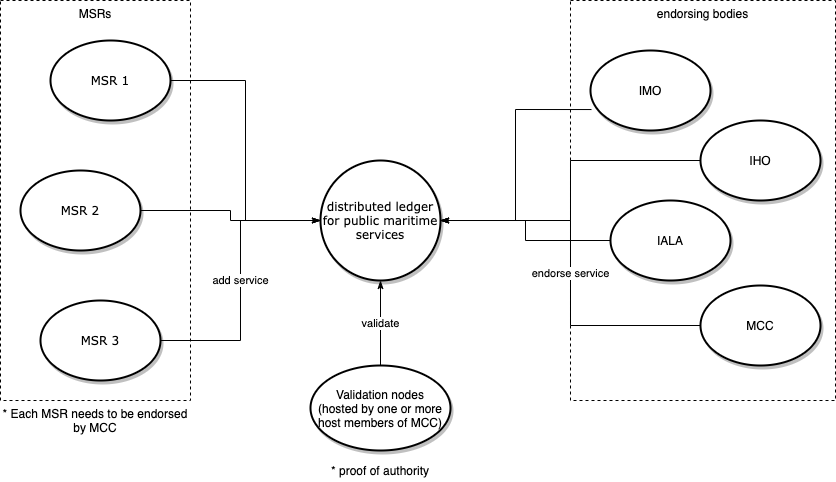 MSRs
MSR 1
MSR 2
MSR 3
add service
* Each MSR needs to be endorsed
by MCC
distributed ledger
for public maritime
services
validate
Validation nodes
(hosted by one or more
host members of MCC)
* proof of authority
endorsing bodies
IMO
IHO
IALA
endorse service
MCC